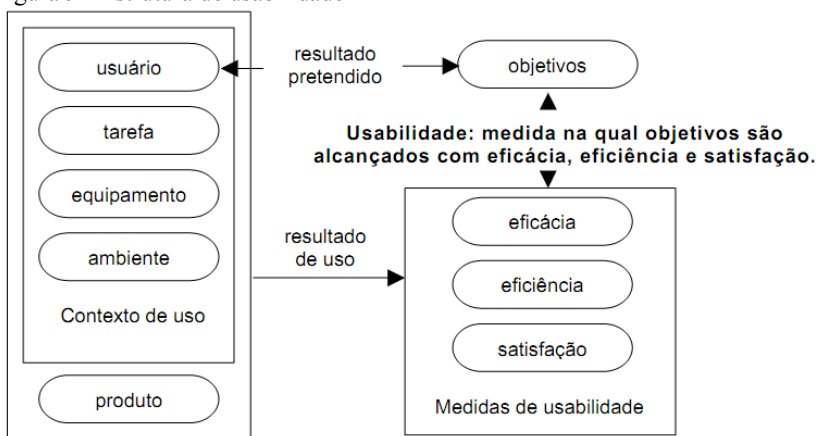 usuário
resultado
pretendido
objetivos
tarefa
Usabilidade: medida na qual objetivos são
alcançados com eficácia, eficiência e satisfação.
equipamento
ambiente
Contexto de uso
produto
resultado
de uso
eficácia
eficiência
satisfação
Medidas de usabilidade